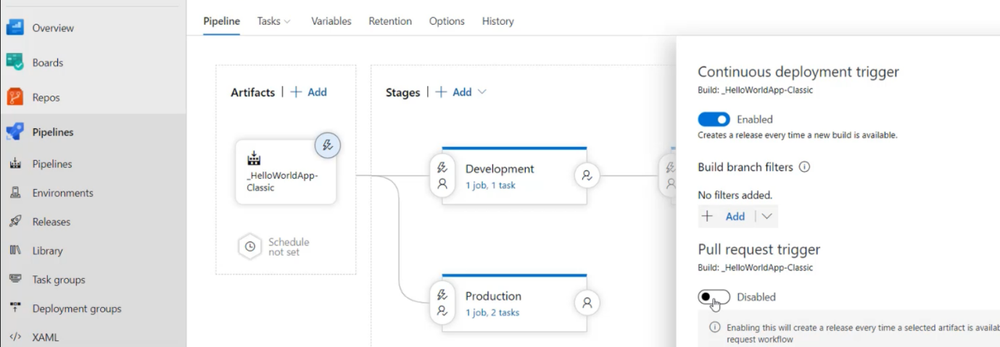 Overview
Boards
Repos
Pipelines
Pipelines
Environments
Releases
Library
Task groups
Deployment groups
XAML
Pipeline Tasks Variables Retention Options History
Artifacts | + Add
_HelloWorldApp-
Classic
Schedule
not set
Stages | + Add
Development
1 job, 1 task
Production
1 job, 2 tasks
Continuous deployment trigger
Build: _HelloWorldApp-Classic
Enabled
Creates a release every time a new build is available.
Build branch filters
No filters added.
+ Add
Pull request trigger
Build: _HelloWorldApp-Classic
Disabled
Enabling this will create a release every time a selected artifact is availab
request workflow